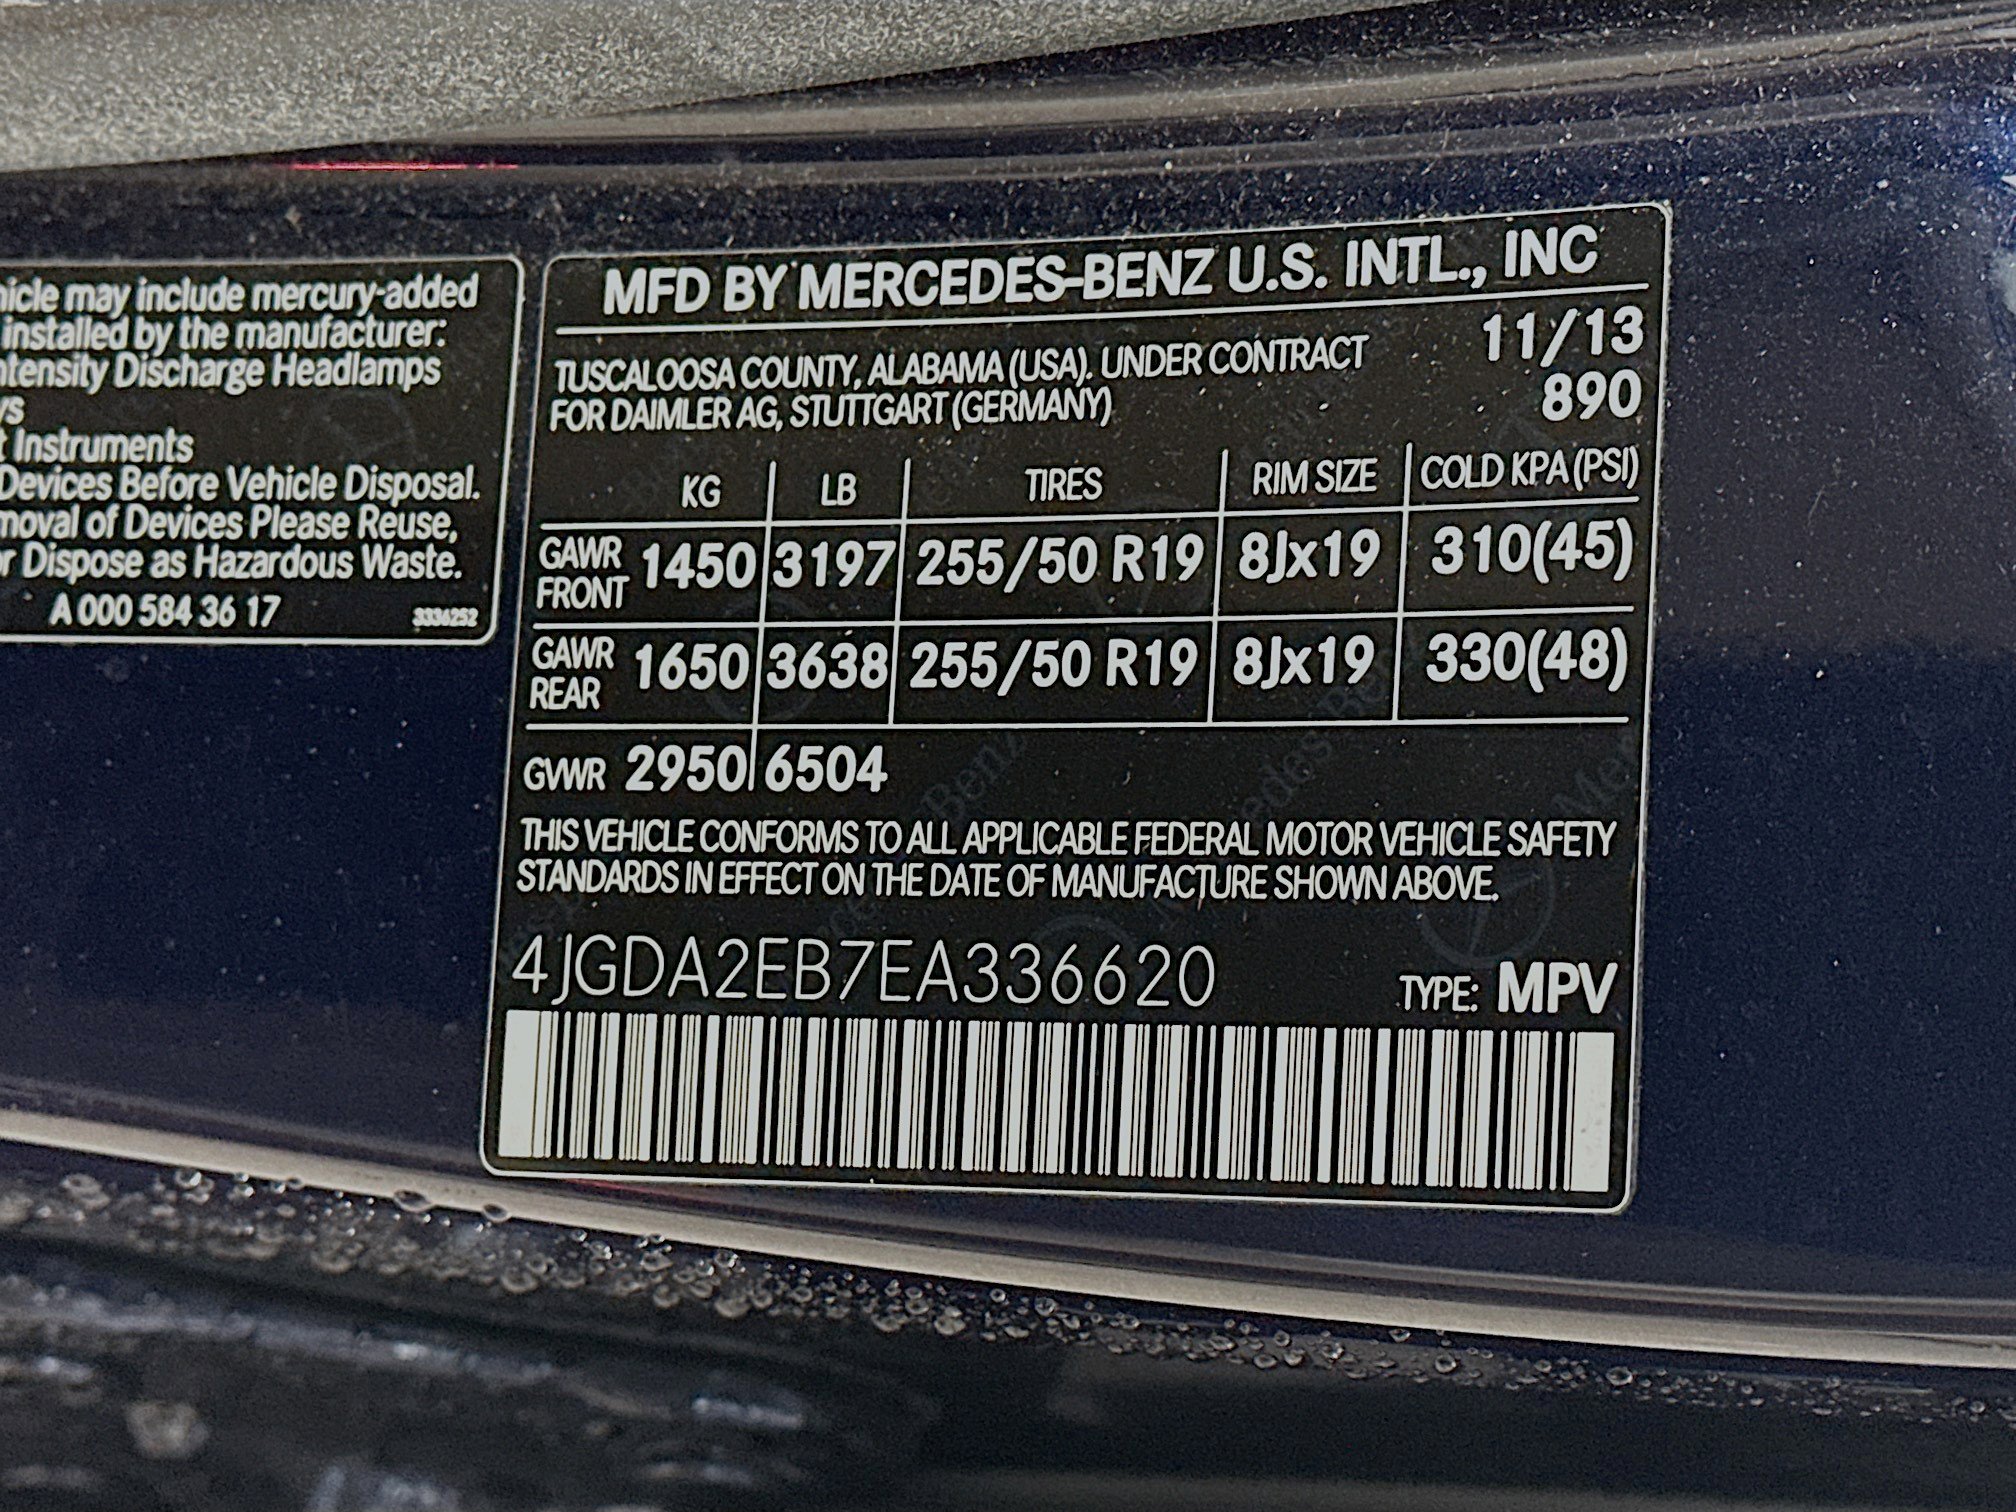 hicle may include mercury-added
installed by the manufacturer:
ntensity Discharge Headlamps
ys
t Instruments
Devices Before Vehicle Disposal.
moval of Devices Please Reuse,
or Dispose as Hazardous Waste.
A 000 584 36 17 3336252
MFD BY MERCEDES-BENZ U.S. INTL., INC
11/13
TUSCALOOSA COUNTY, ALABAMA (USA). UNDER CONTRACT
FOR DAIMLER AG, STUTTGART (GERMANY)
890
KG LB TIRES RIM SIZE COLD KPA (PSI)
GAWR FRONT 1450 3197 255/50 R19 8Jx19 310(45)
GAWR REAR 1650 3638 255/50 R19 8Jx19 330(48)
GVWR 2950 6504
THIS VEHICLE CONFORMS TO ALL APPLICABLE FEDERAL MOTOR VEHICLE SAFETY
STANDARDS IN EFFECT ON THE DATE OF MANUFACTURE SHOWN ABOVE.
4JGDA2EB7EA336620 TYPE: MPV